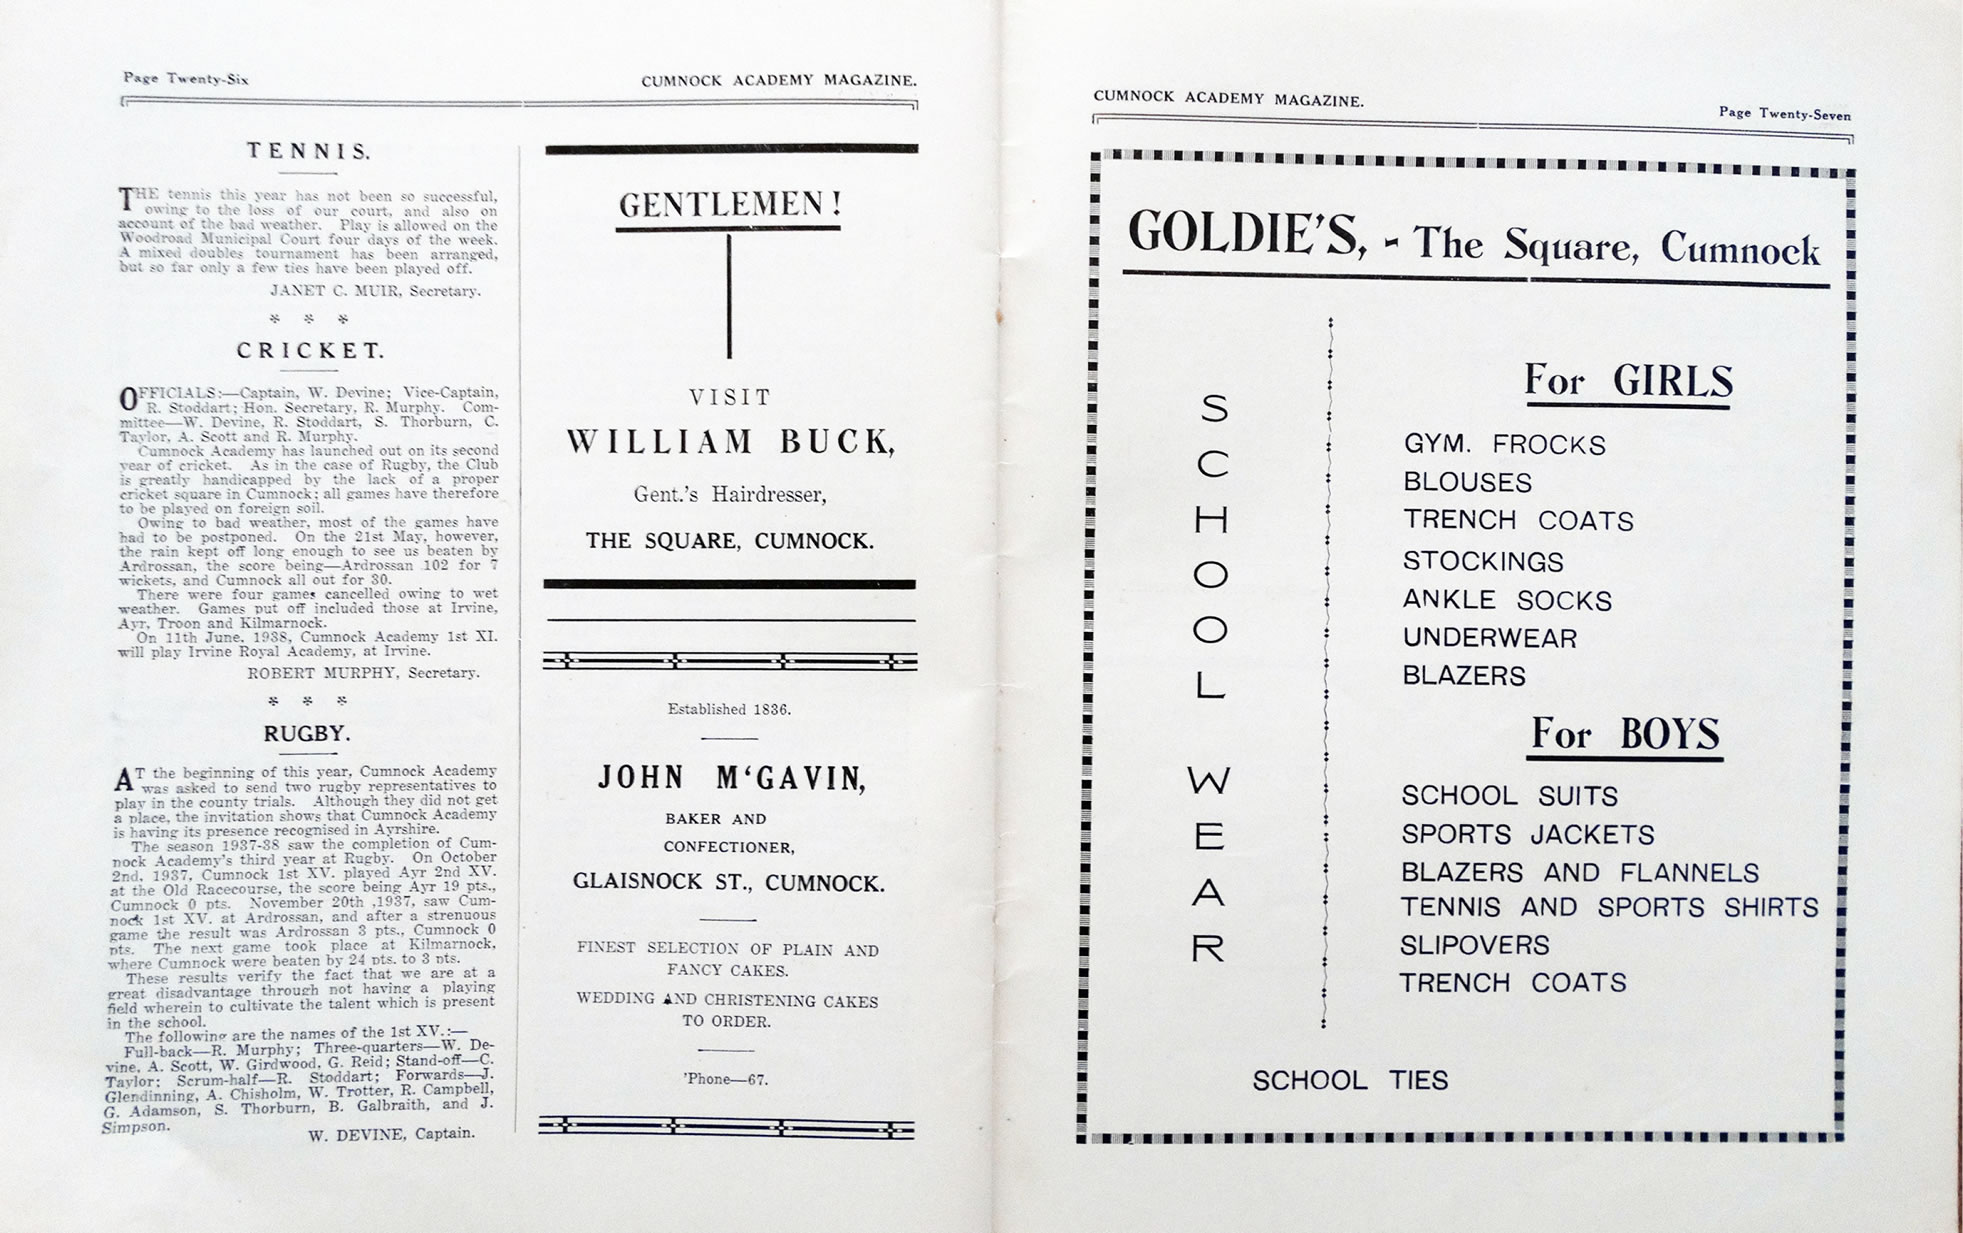 Page Twenty-Six
CUMNOCK ACADEMY MAGAZINE.
TENNIS.
THE tennis this year has not been so successful,
owing to the loss of our court, and also on
account of the bad weather. Play is allowed on the
Woodroad Municipal Court four days of the week.
A mixed doubles tournament has been arranged,
but so far only a few ties have been played off.
JANET C. MUIR, Secretary.
* * *
CRICKET.
OFFICIALS:—Captain, W. Devine; Vice-Captain,
R. Stoddart; Hon. Secretary, R. Murphy. Com-
mittee—W. Devine, R. Stoddart, S. Thorburn, C.
Taylor, A. Scott and R. Murphy.
Cumnock Academy has launched out on its second
year of cricket. As in the case of Rugby, the Club
is greatly handicapped by the lack of a proper
cricket square in Cumnock; all games have therefore
to be played on foreign soil.
Owing to bad weather, most of the games have
had to be postponed. On the 21st May, however,
the rain kept off long enough to see us beaten by
Ardrossan, the score being—Ardrossan 102 for 7
wickets, and Cumnock all out for 30.
There were four games cancelled owing to wet
weather. Games put off included those at Irvine,
Ayr, Troon and Kilmarnock.
On 11th June, 1938, Cumnock Academy 1st XI.
will play Irvine Royal Academy, at Irvine.
ROBERT MURPHY, Secretary.
* * *
RUGBY.
AT the beginning of this year, Cumnock Academy
was asked to send two rugby representatives to
play in the county trials. Although they did not get
a place, the invitation shows that Cumnock Academy
is having its presence recognised in Ayrshire.
The season 1937-38 saw the completion of Cum-
nock Academy's third year at Rugby. On October
2nd, 1937, Cumnock 1st XV. played Ayr 2nd XV.
at the Old Racecourse, the score being Ayr 19 pts.,
Cumnock 0 pts. November 20th ,1937, saw Cum-
nock 1st XV. at Ardrossan, and after a strenuous
game the result was Ardrossan 3 pts., Cumnock 0
pts. The next game took place at Kilmarnock,
where Cumnock were beaten by 24 pts. to 3 pts.
These results verify the fact that we are at a
great disadvantage through not having a playing
field wherein to cultivate the talent which is present
in the school.
The following are the names of the 1st XV.:—
Full-back—R. Murphy; Three-quarters—W. De-
vine, A. Scott, W. Girdwood, G. Reid; Stand-off—C.
Taylor; Scrum-half—R. Stoddart; Forwards—J.
Glendinning, A. Chisholm, W. Trotter, R. Campbell,
G. Adamson, S. Thorburn, B. Galbraith, and J.
Simpson.
W. DEVINE, Captain.
GENTLEMEN!
VISIT
WILLIAM BUCK,
Gent.'s Hairdresser,
THE SQUARE, CUMNOCK.
Established 1836.
JOHN M‘GAVIN,
BAKER AND
CONFECTIONER,
GLAISNOCK ST., CUMNOCK.
FINEST SELECTION OF PLAIN AND
FANCY CAKES.
WEDDING AND CHRISTENING CAKES
TO ORDER.
'Phone—67.
CUMNOCK ACADEMY MAGAZINE.
Page Twenty-Seven
GOLDIE'S, - The Square, Cumnock
SCHOOL WEAR
For GIRLS
GYM. FROCKS
BLOUSES
TRENCH COATS
STOCKINGS
ANKLE SOCKS
UNDERWEAR
BLAZERS
For BOYS
SCHOOL SUITS
SPORTS JACKETS
BLAZERS AND FLANNELS
TENNIS AND SPORTS SHIRTS
SLIPOVERS
TRENCH COATS
SCHOOL TIES